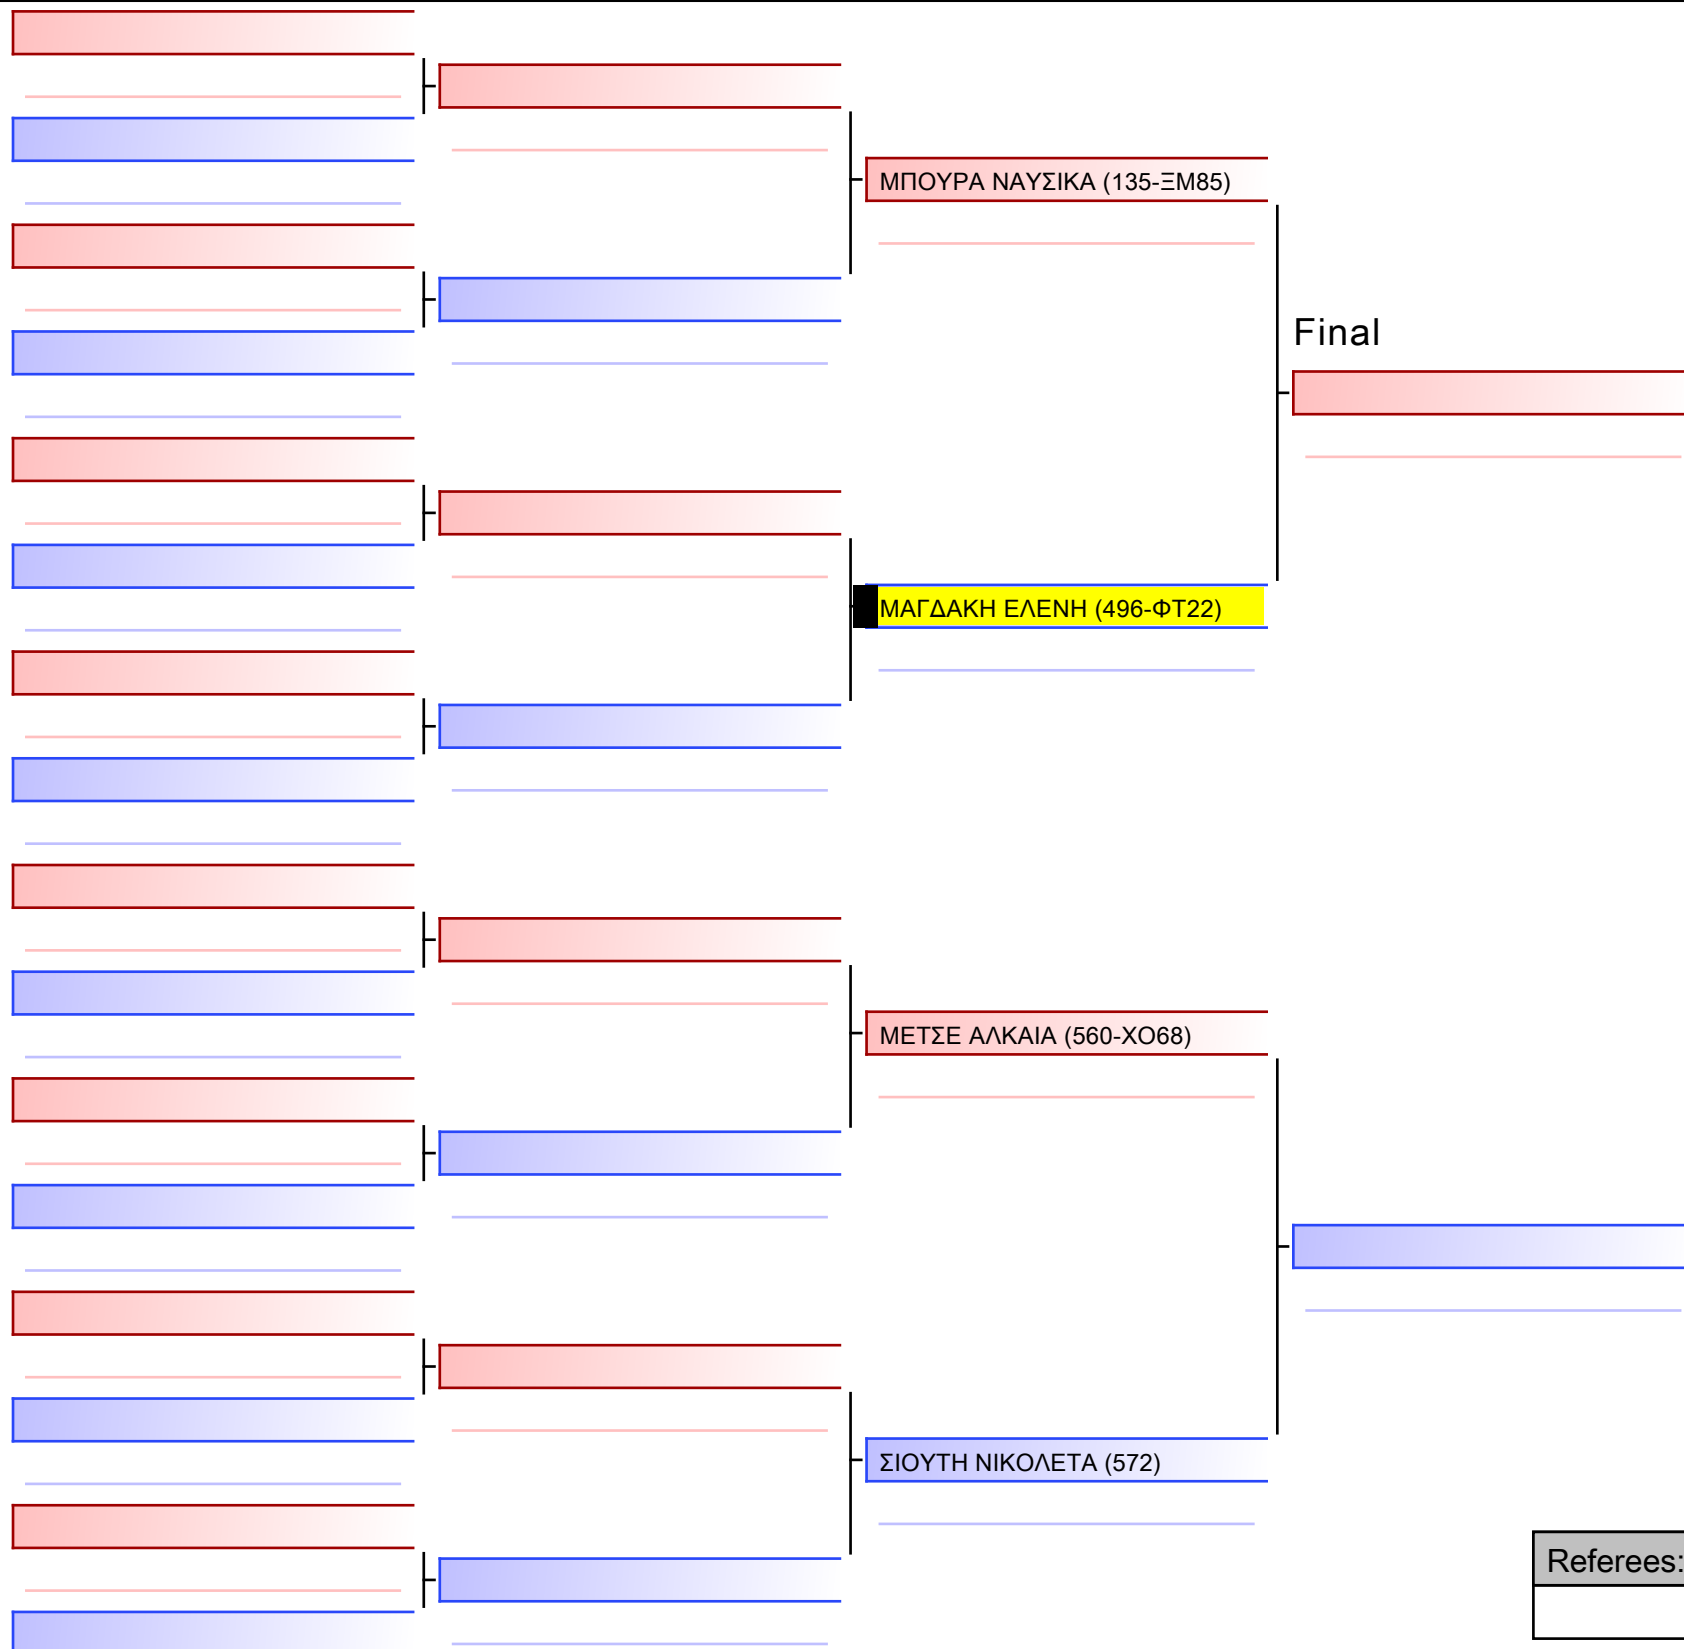 ΜΠΟΥΡΑ ΝΑΥΣΙΚΑ (135-ΞΜ85)
Final
ΜΑΓΔΑΚΗ ΕΛΕΝΗ (496-ΦΤ22)
ΜΕΤΣΕ ΑΛΚΑΙΑ (560-ΧΟ68)
ΣΙΟΥΤΗ ΝΙΚΟΛΕΤΑ (572)
Referees: